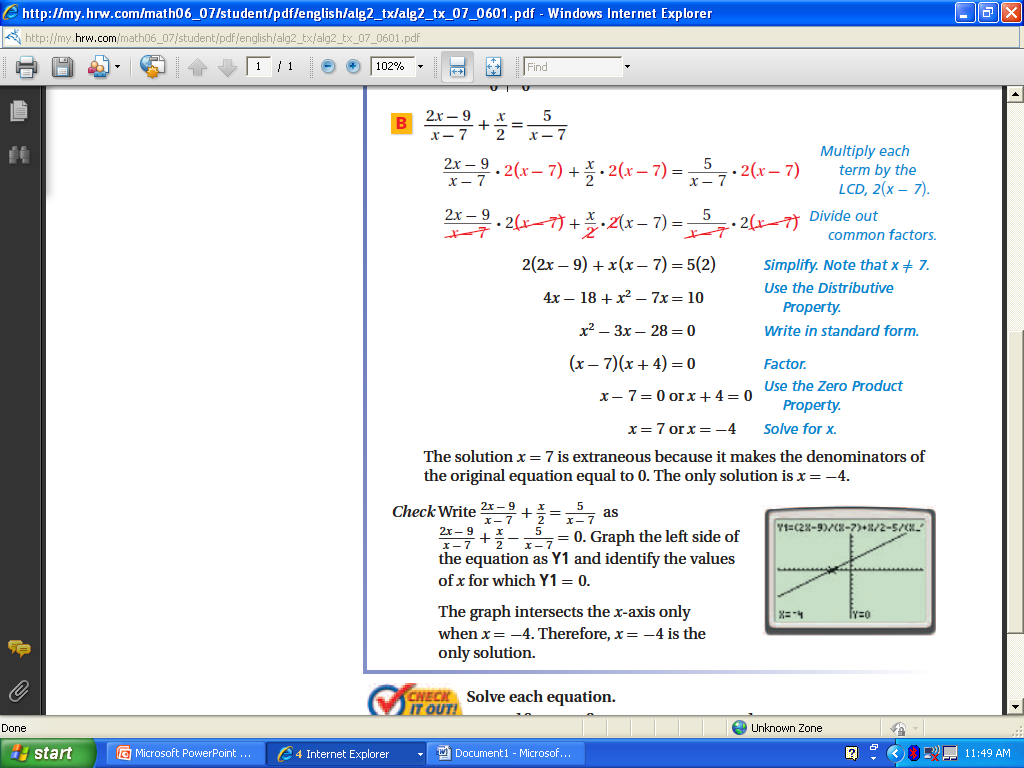 http://my.hrw.com/math06_07/student/pdf/english/alg2_tx/alg2_tx_07_0601.pdf - Windows Internet Explorer
http://my.hrw.com/math06_07/student/pdf/english/alg2_tx/alg2_tx_07_0601.pdf
1 / 1 102% Find
B (2x − 9)/(x − 7) + x/2 = 5/(x − 7)
(2x − 9)/(x − 7) • 2(x − 7) + x/2 • 2(x − 7) = 5/(x − 7) • 2(x − 7) Multiply each
term by the
LCD, 2(x − 7).
(2x − 9)/(x − 7) • 2(x − 7) + x/2 • 2(x − 7) = 5/(x − 7) • 2(x − 7) Divide out
common factors.
2(2x − 9) + x(x − 7) = 5(2) Simplify. Note that x ≠ 7.
4x − 18 + x² − 7x = 10 Use the Distributive
Property.
x² − 3x − 28 = 0 Write in standard form.
(x − 7)(x + 4) = 0 Factor.
x − 7 = 0 or x + 4 = 0 Use the Zero Product
Property.
x = 7 or x = −4 Solve for x.
The solution x = 7 is extraneous because it makes the denominators of
the original equation equal to 0. The only solution is x = −4.
Check Write (2x − 9)/(x − 7) + x/2 = 5/(x − 7) as
(2x − 9)/(x − 7) + x/2 − 5/(x − 7) = 0. Graph the left side of
the equation as Y1 and identify the values
of x for which Y1 = 0.
The graph intersects the x-axis only
when x = −4. Therefore, x = −4 is the
only solution.
Y1=(2X-9)/(X-7)+X/2-5/(X_
X=-4 Y=0
CHECK
IT OUT! Solve each equation.
Done Unknown Zone
start Microsoft PowerPoint ... 4 Internet Explorer Document1 - Microsof... 11:49 AM